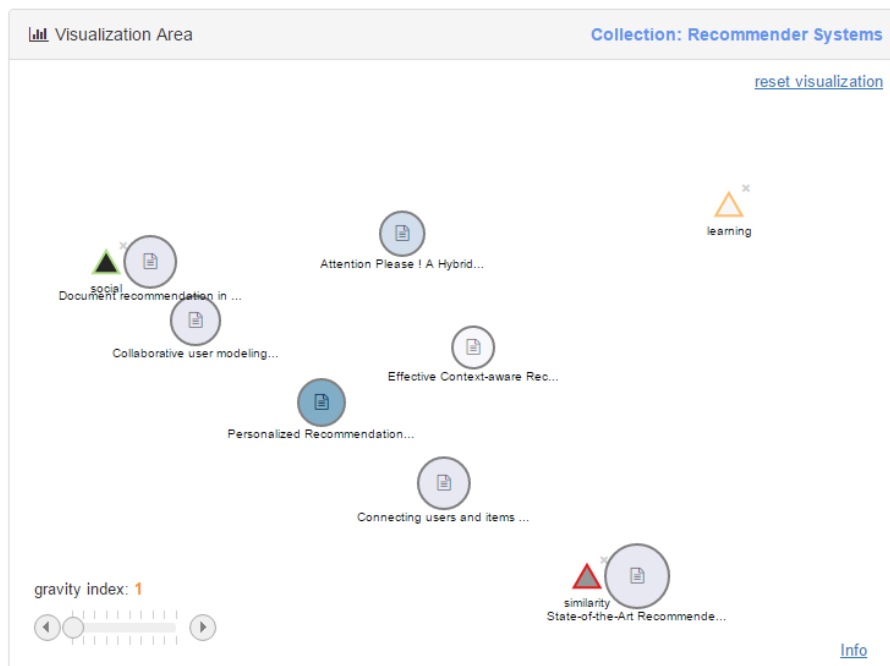 Visualization Area
Collection: Recommender Systems
reset visualization
learning
Attention Please ! A Hybrid...
social
Document recommendation in ...
Collaborative user modeling...
Effective Context-aware Rec...
Personalized Recommendation...
Connecting users and items ...
similarity
State-of-the-Art Recommende...
gravity index: 1
Info